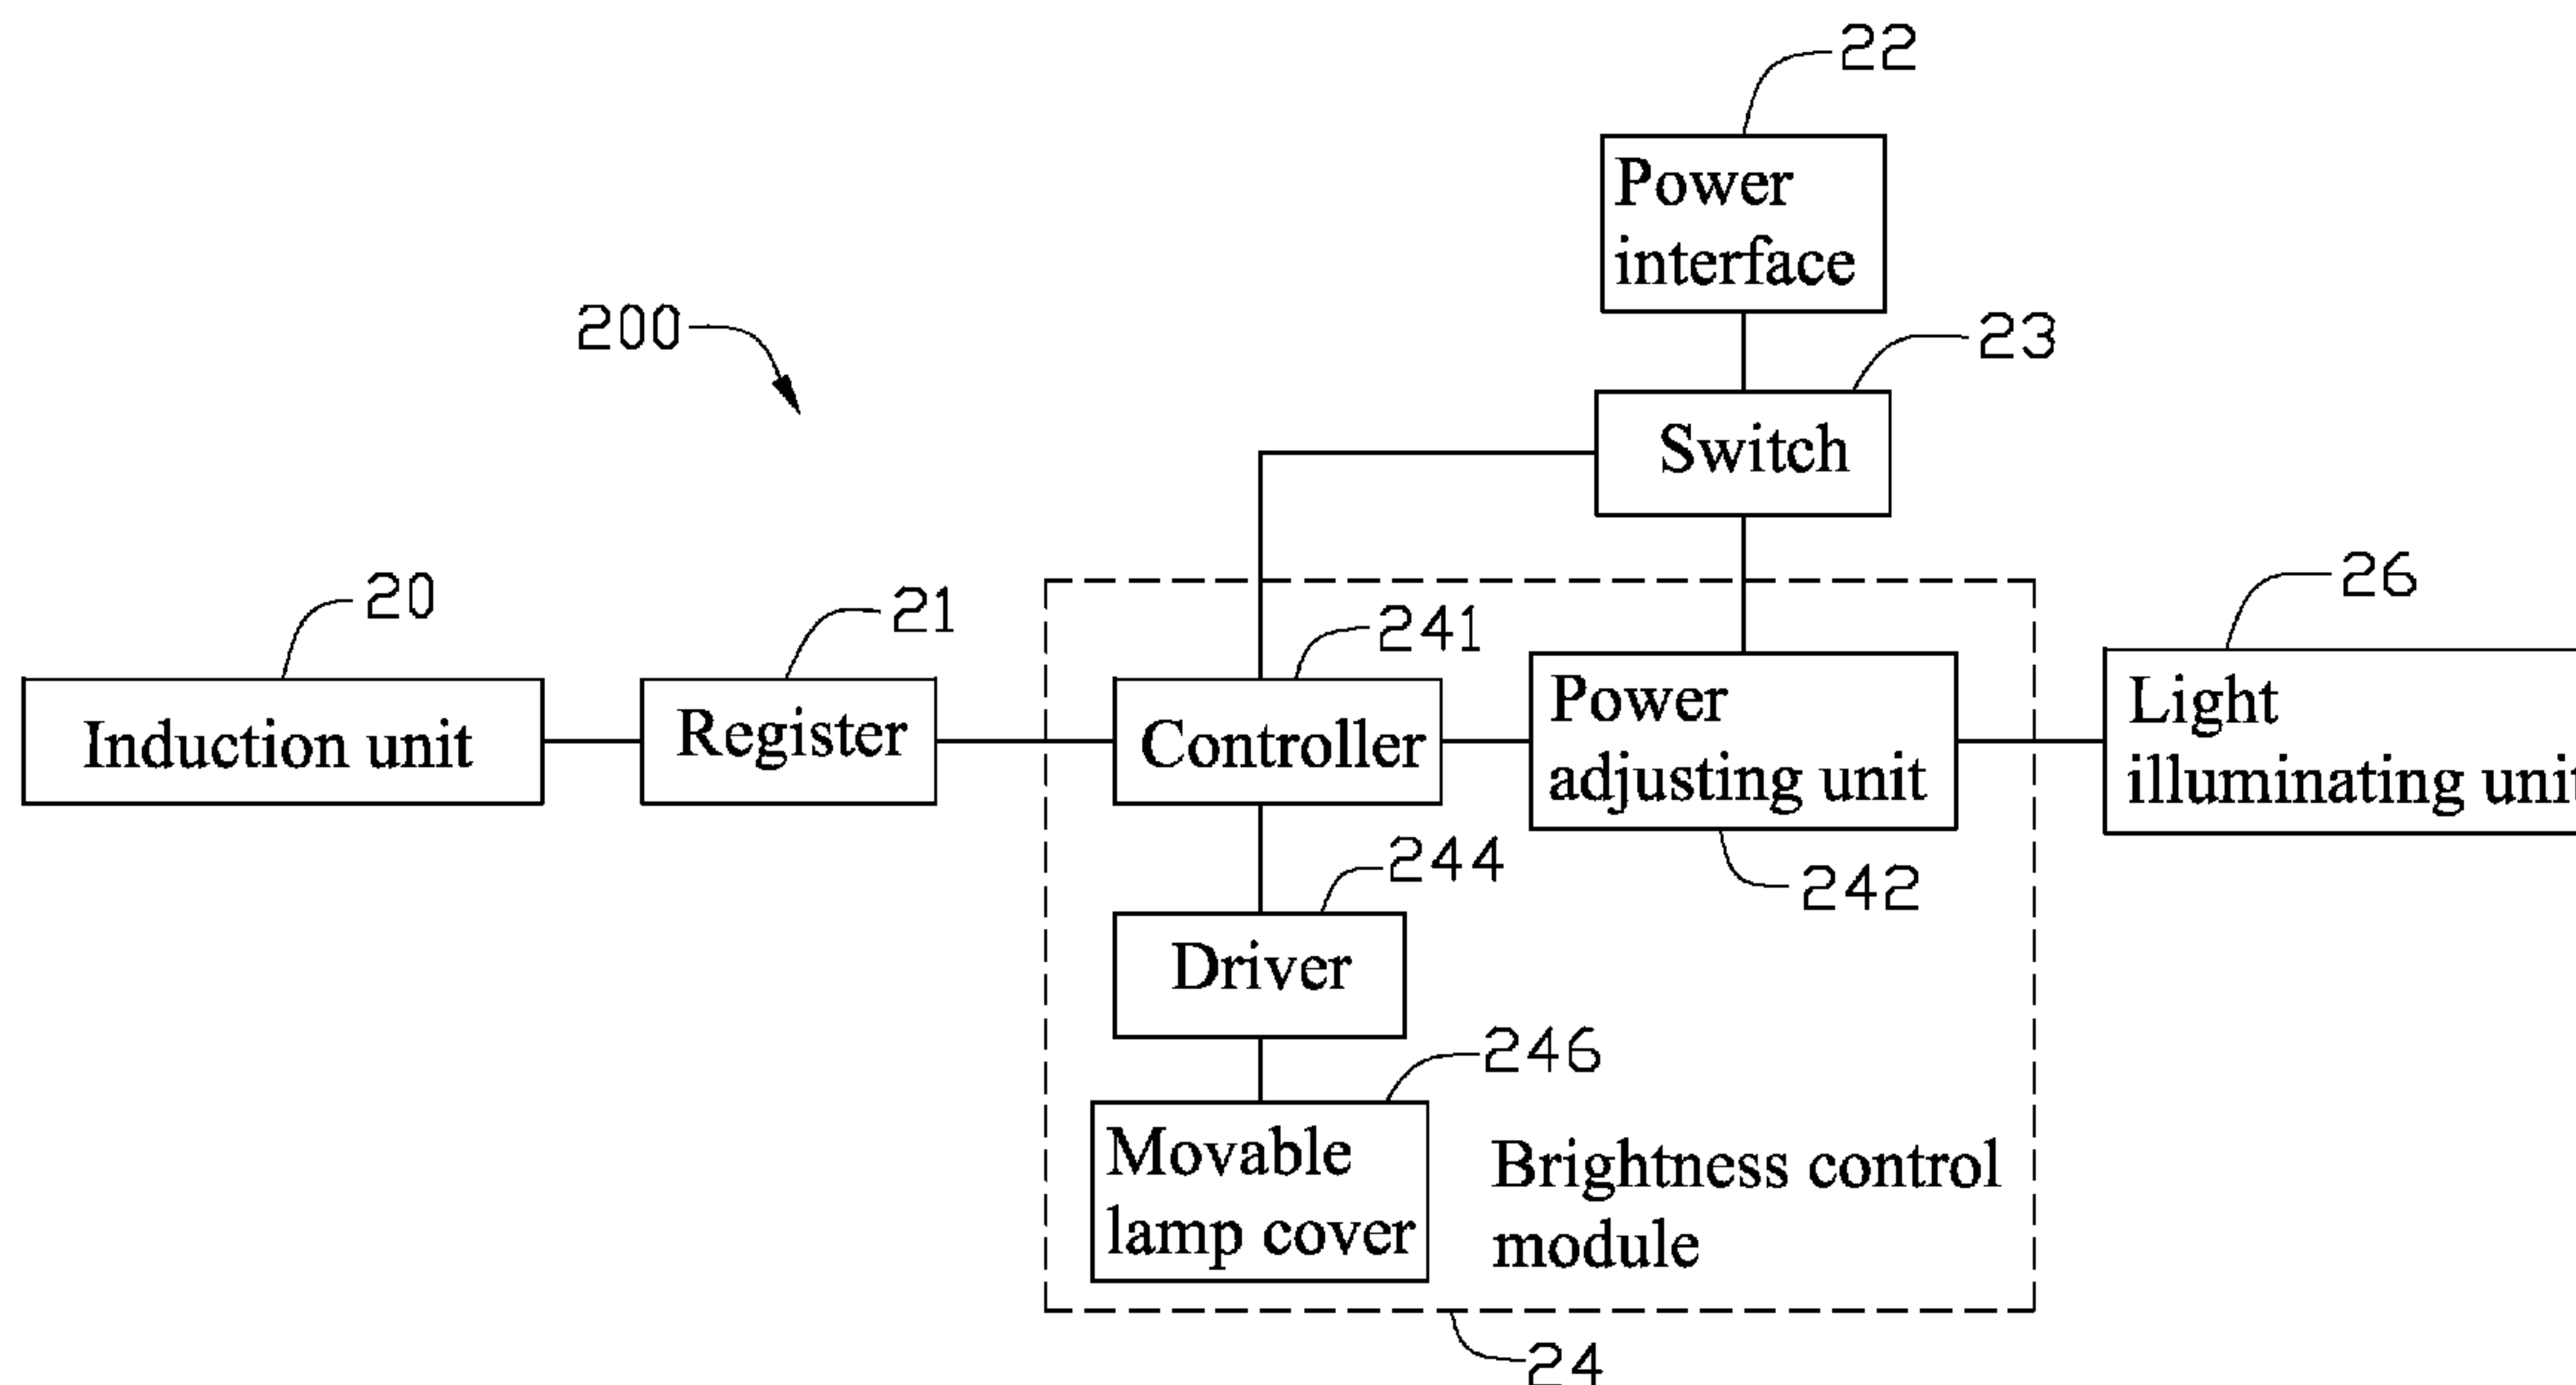 22
Power
interface
200
23
Switch
20
21
241
26
Induction unit
Register
Controller
Power
adjusting unit
Light
illuminating unit
244
242
Driver
246
Movable
lamp cover
Brightness control
module
24